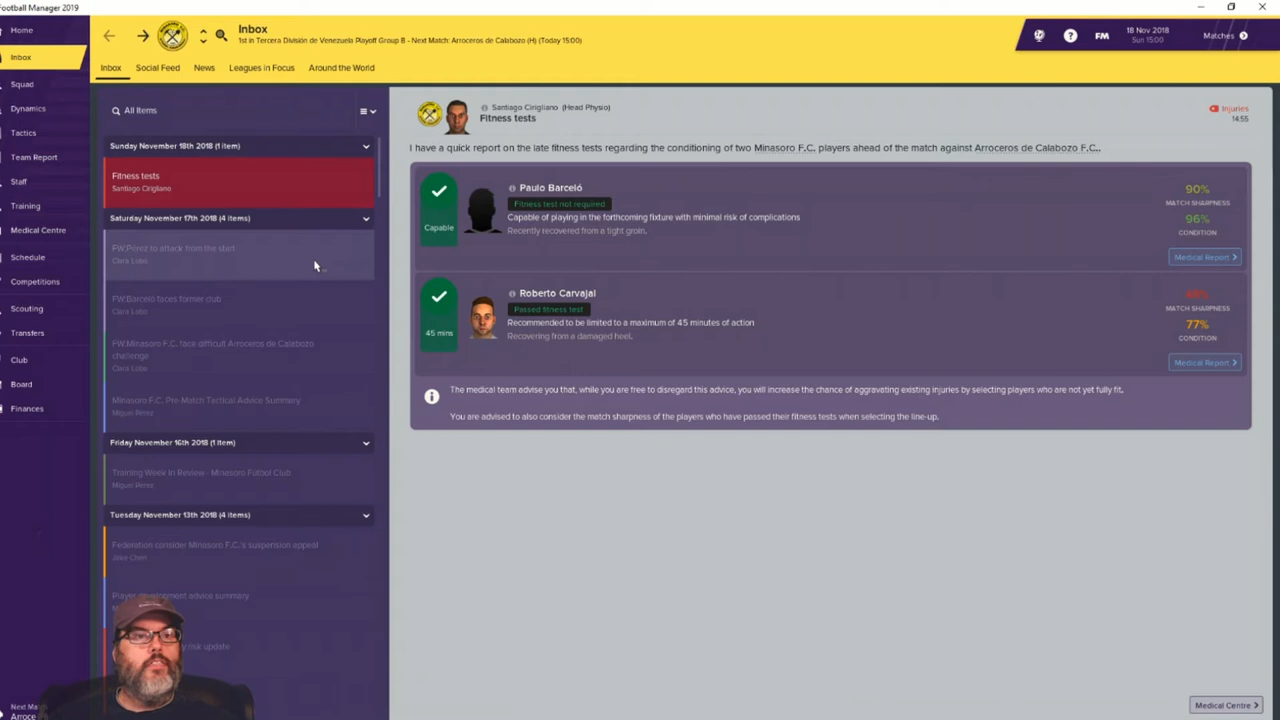 Football Manager 2019
Home
Inbox
Squad
Dynamics
Tactics
Team Report
Staff
Training
Medical Centre
Schedule
Competitions
Scouting
Transfers
Club
Board
Finances
Next Ma
Arroce
Inbox
1st in Tercera División de Venezuela Playoff Group B - Next Match: Arroceros de Calabozo (H) (Today 15:00)
FM
18 Nov 2018
Sun 15:00
Matches
Inbox
Social Feed
News
Leagues in Focus
Around the World
All Items
Sunday November 18th 2018 (1 item)
Fitness tests
Santiago Cirigliano
Saturday November 17th 2018 (4 items)
FW:Perez to attack from the start
Clara Lobo
FW:Barceló faces former club
Clara Lobo
FW:Minasoro F.C. face difficult Arroceros de Calabozo
challenge
Clara Lobo
Minasoro F.C. Pre-Match Tactical Advice Summary
Miguel Perez
Friday November 16th 2018 (1 item)
Training Week In Review - Minasoro Fútbol Club
Miguel Perez
Tuesday November 13th 2018 (4 items)
Federation consider Minasoro F.C.'s suspension appeal
Jake Chen
Player development advice summary
risk update
Santiago Cirigliano (Head Physio)
Fitness tests
Injuries
14:55
I have a quick report on the late fitness tests regarding the conditioning of two Minasoro F.C. players ahead of the match against Arroceros de Calabozo F.C..
Capable
Paulo Barceló
Fitness test not required
Capable of playing in the forthcoming fixture with minimal risk of complications
Recently recovered from a tight groin.
90%
MATCH SHARPNESS
96%
CONDITION
Medical Report
45 mins
Roberto Carvajal
Passed fitness test
Recommended to be limited to a maximum of 45 minutes of action
Recovering from a damaged heel.
MATCH SHARPNESS
77%
CONDITION
Medical Report
The medical team advise you that, while you are free to disregard this advice, you will increase the chance of aggravating existing injuries by selecting players who are not yet fully fit.
You are advised to also consider the match sharpness of the players who have passed their fitness tests when selecting the line-up.
Medical Centre